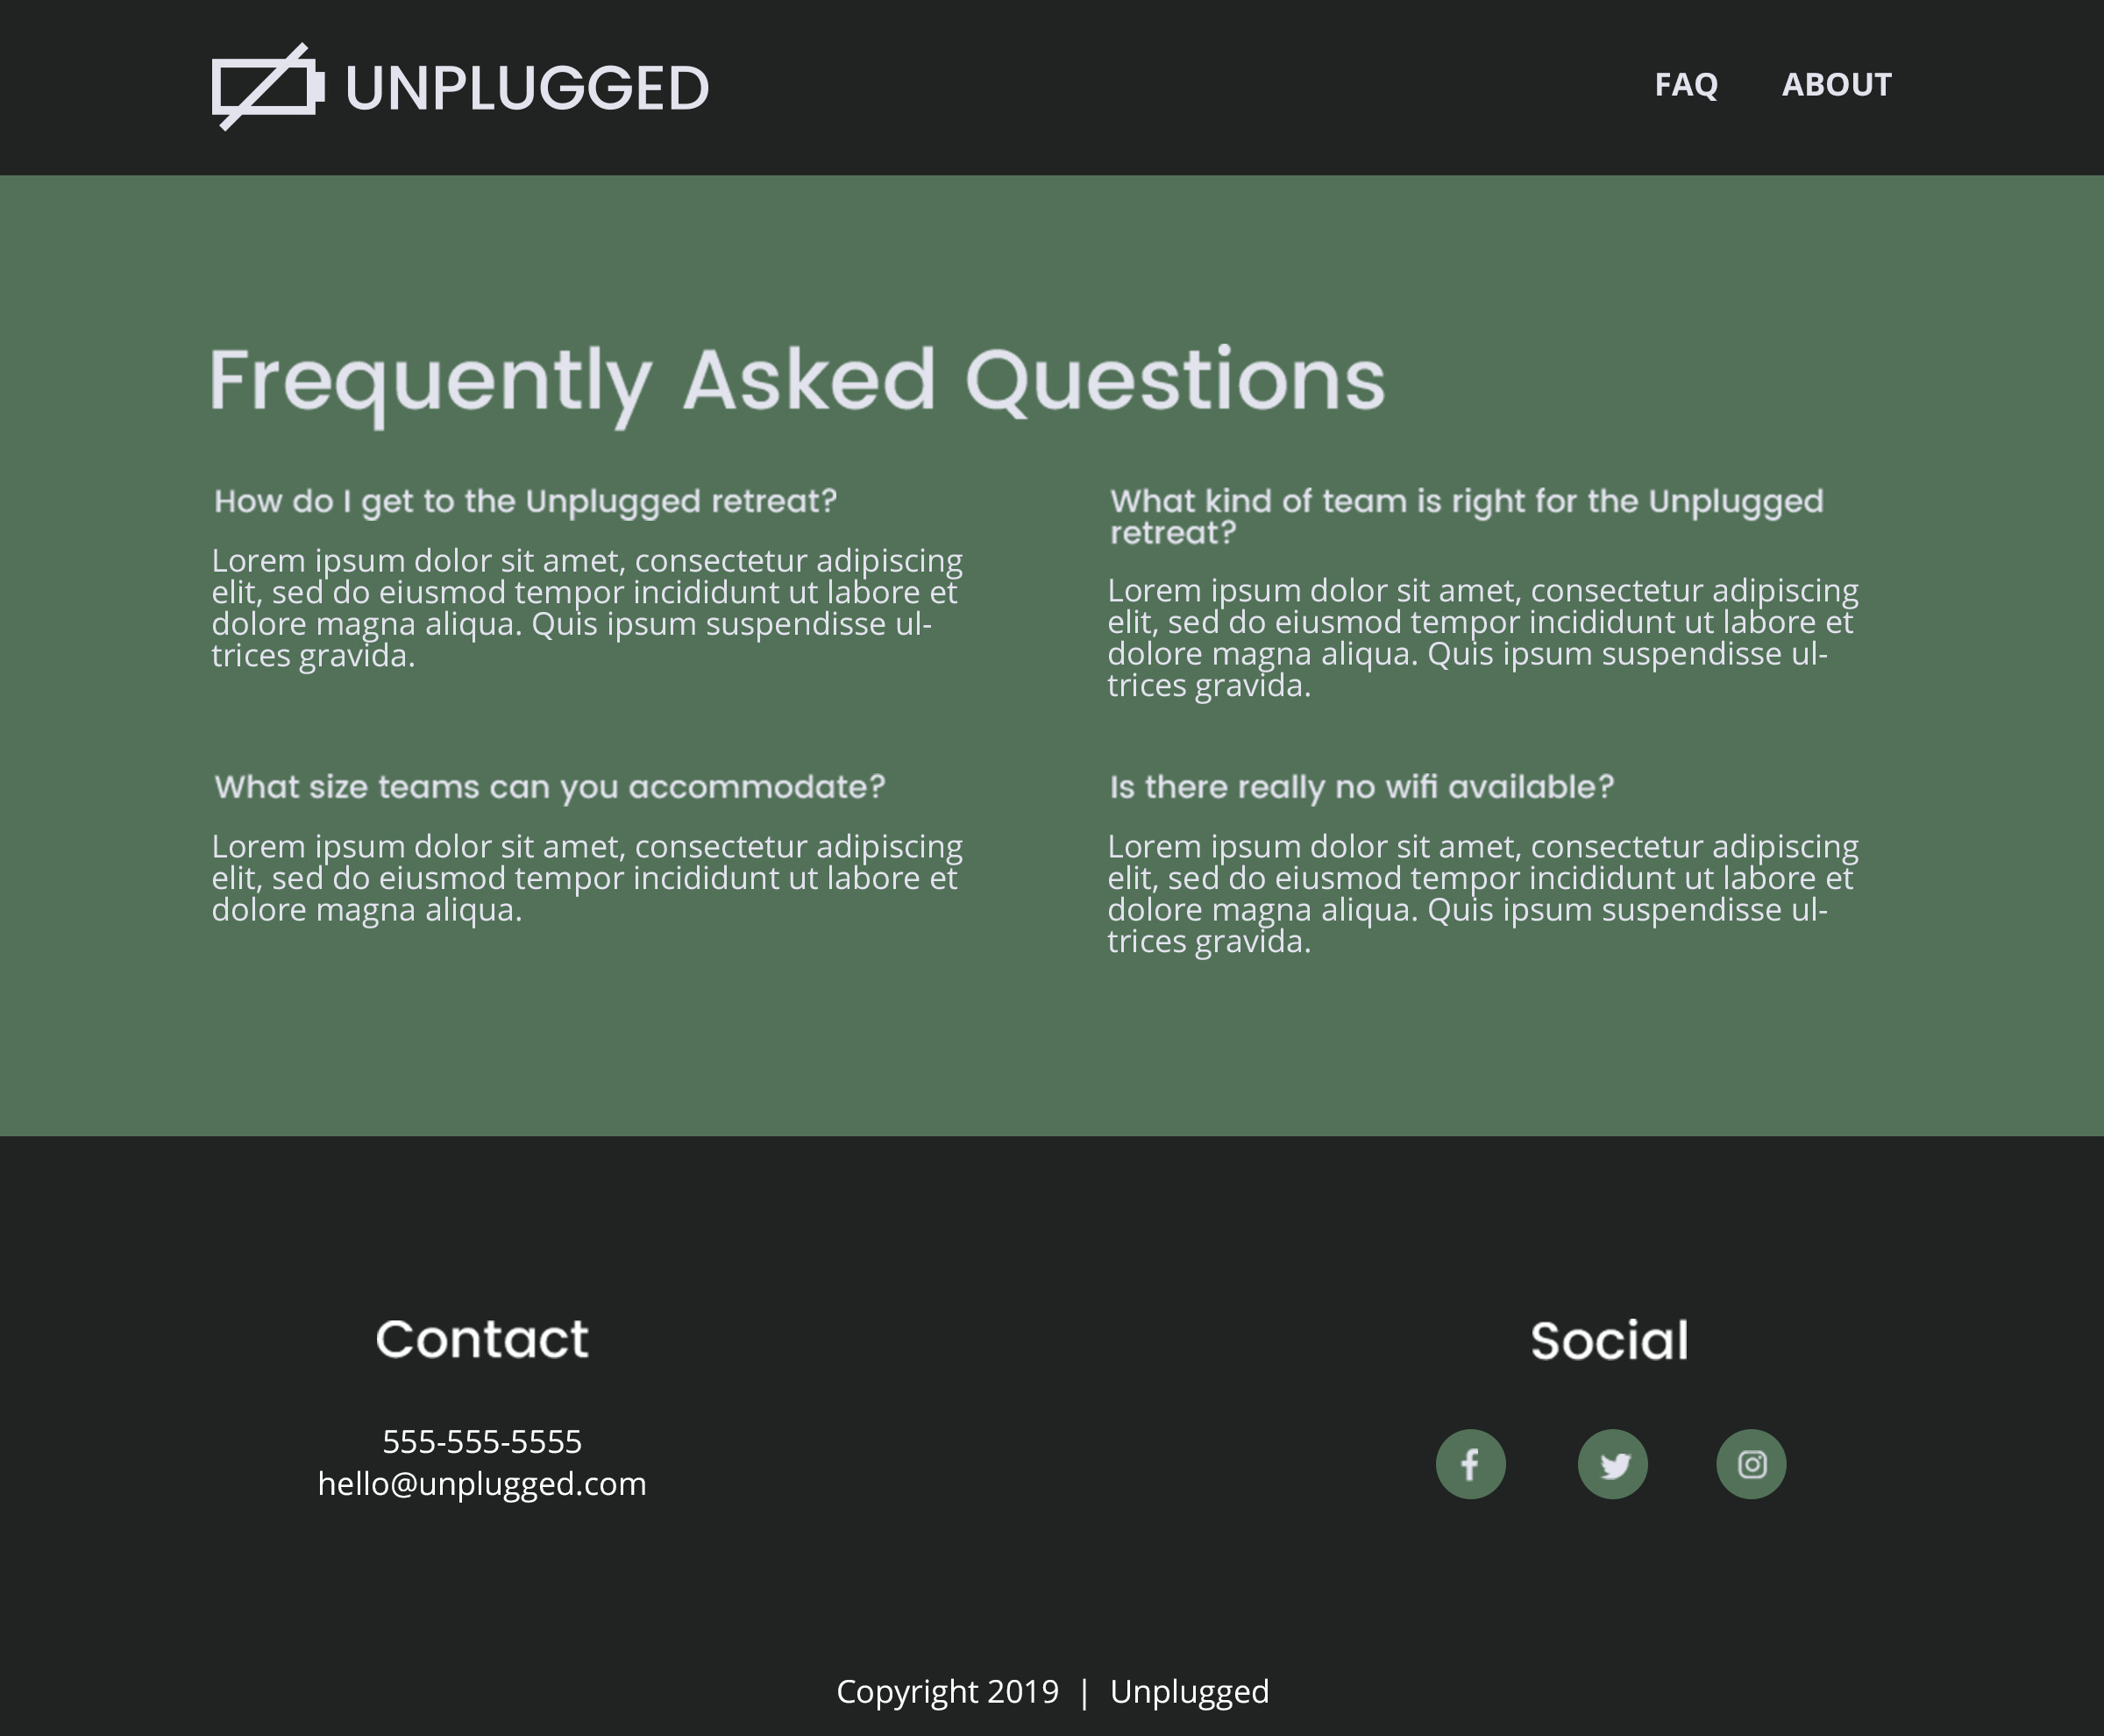 UNPLUGGED
FAQ
ABOUT
Frequently Asked Questions
How do I get to the Unplugged retreat?
Lorem ipsum dolor sit amet, consectetur adipiscing
elit, sed do eiusmod tempor incididunt ut labore et
dolore magna aliqua. Quis ipsum suspendisse ul-
trices gravida.
What kind of team is right for the Unplugged
retreat?
Lorem ipsum dolor sit amet, consectetur adipiscing
elit, sed do eiusmod tempor incididunt ut labore et
dolore magna aliqua. Quis ipsum suspendisse ul-
trices gravida.
What size teams can you accommodate?
Lorem ipsum dolor sit amet, consectetur adipiscing
elit, sed do eiusmod tempor incididunt ut labore et
dolore magna aliqua.
Is there really no wifi available?
Lorem ipsum dolor sit amet, consectetur adipiscing
elit, sed do eiusmod tempor incididunt ut labore et
dolore magna aliqua. Quis ipsum suspendisse ul-
trices gravida.
Contact
555-555-5555
hello@unplugged.com
Social
Copyright 2019 | Unplugged